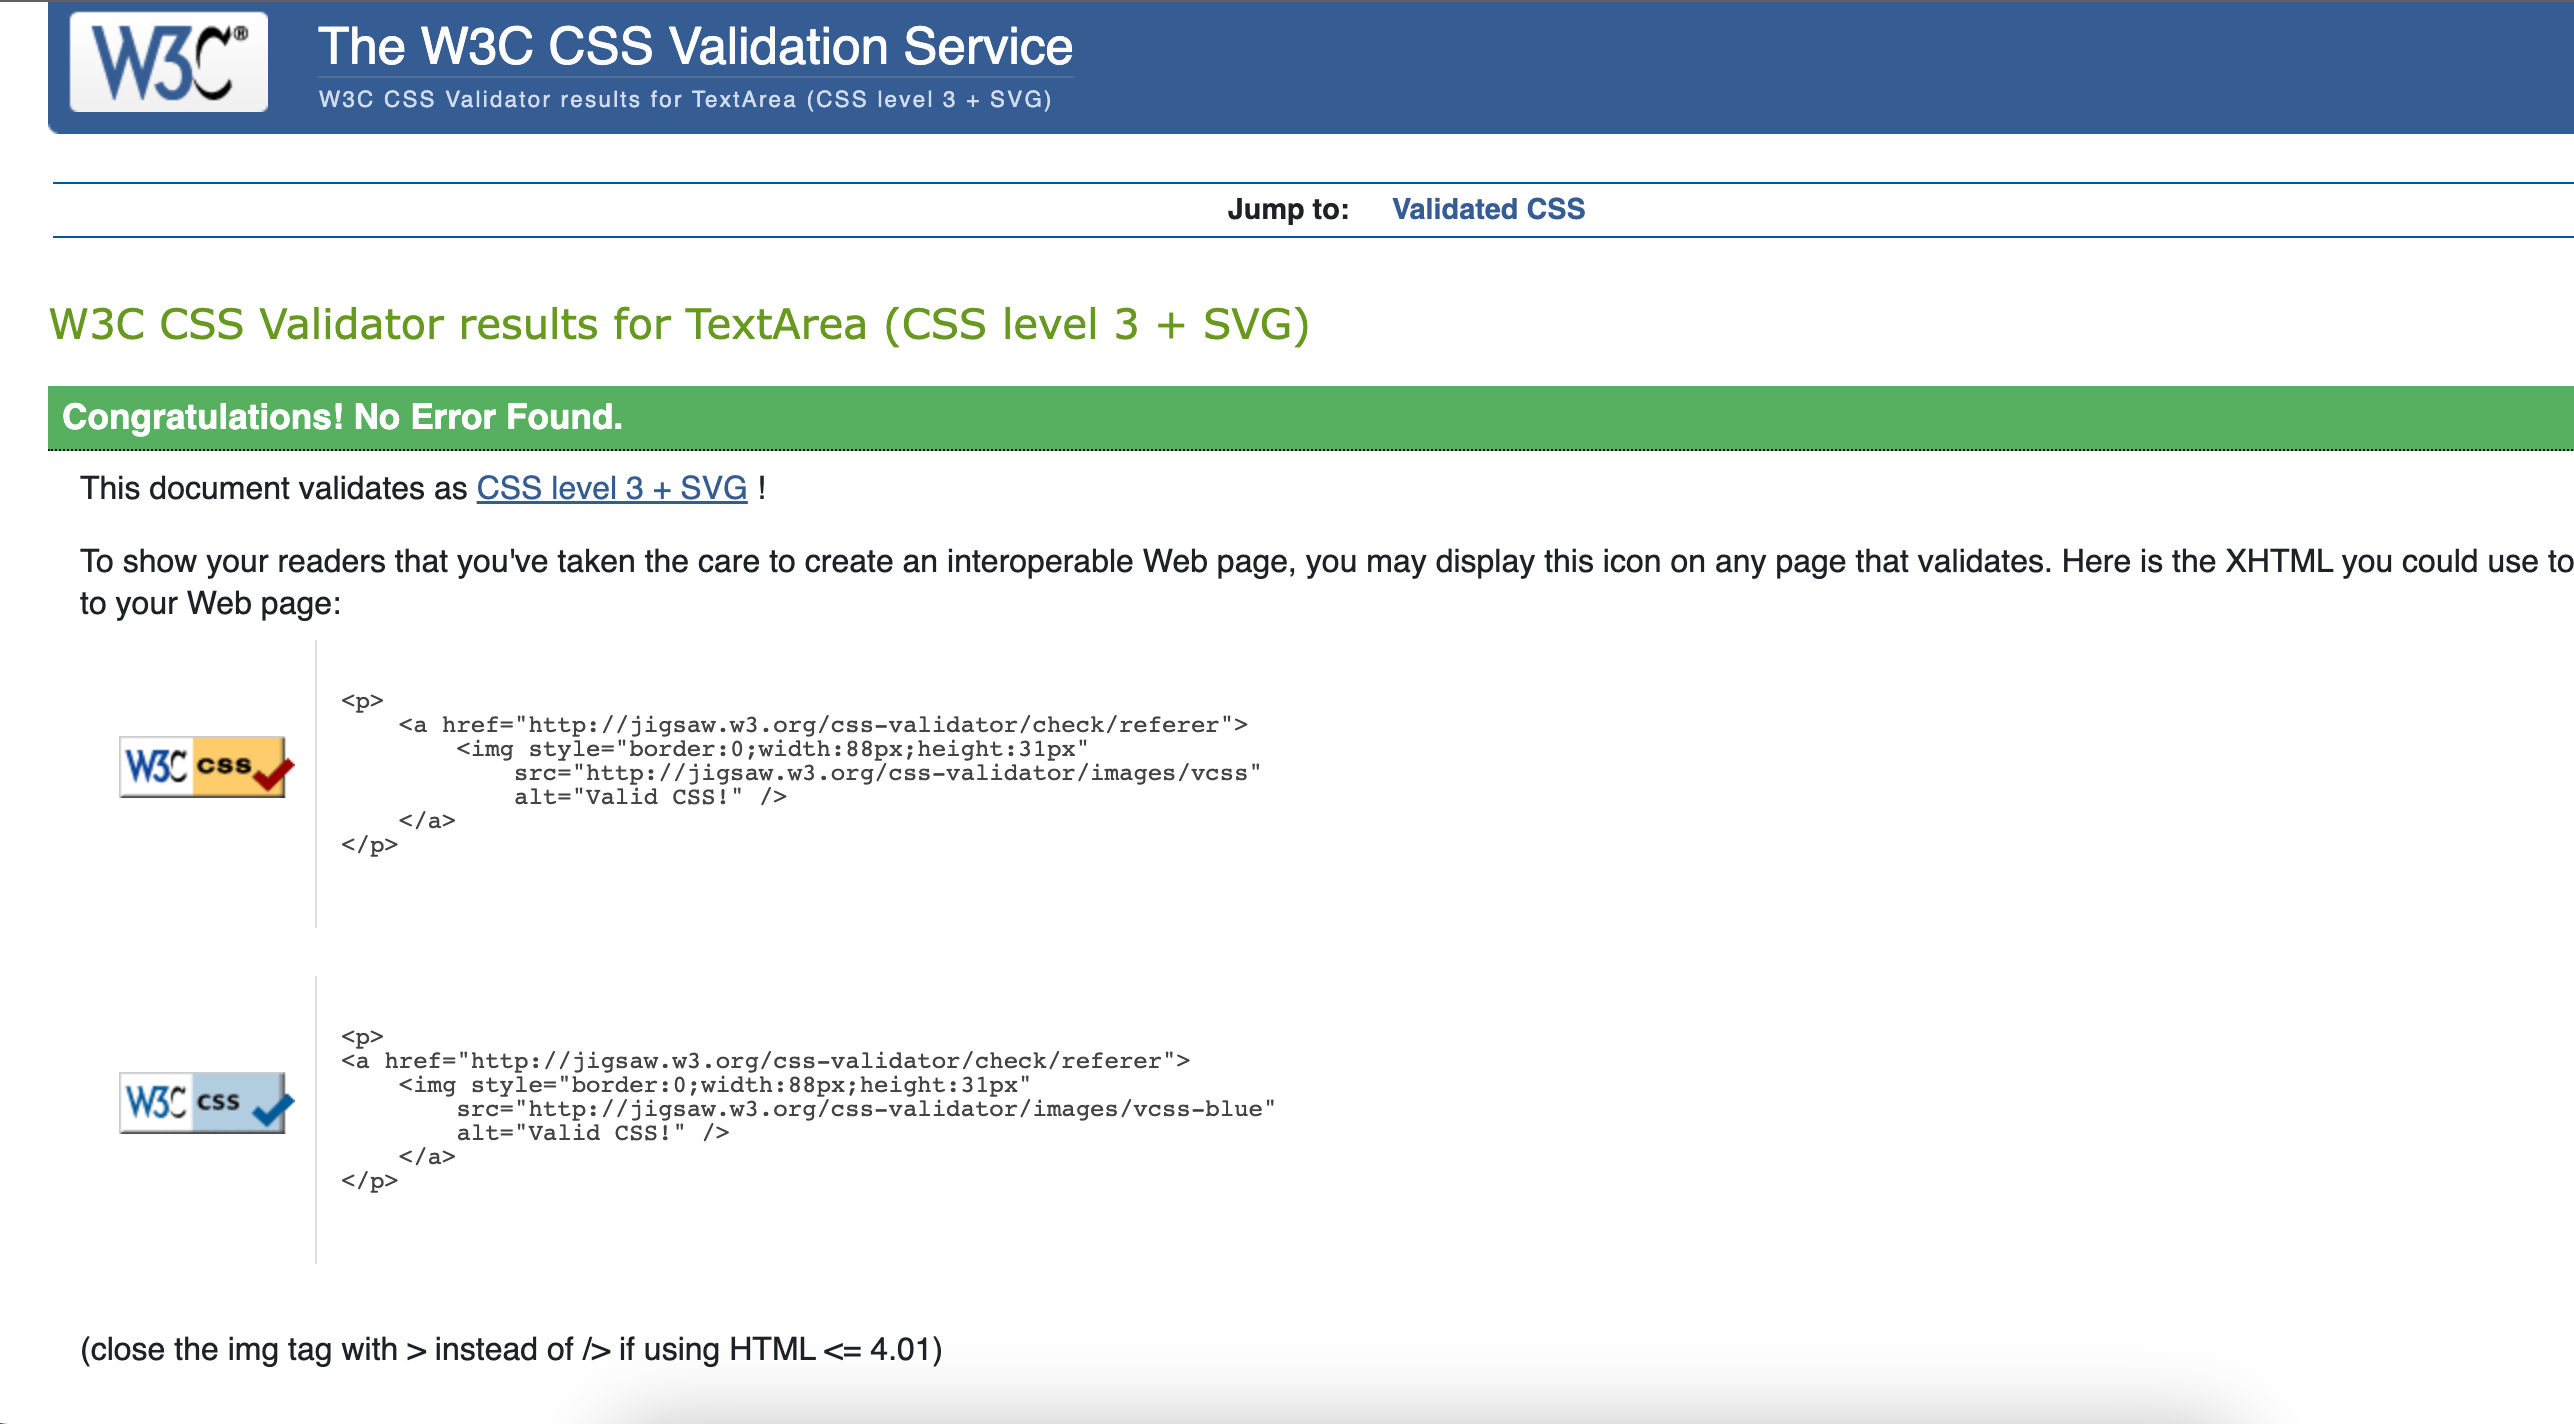 W3C®
The W3C CSS Validation Service
W3C CSS Validator results for TextArea (CSS level 3 + SVG)
Jump to: Validated CSS
W3C CSS Validator results for TextArea (CSS level 3 + SVG)
Congratulations! No Error Found.
This document validates as CSS level 3 + SVG !
To show your readers that you've taken the care to create an interoperable Web page, you may display this icon on any page that validates. Here is the XHTML you could use to
to your Web page:
W3C css
<p>
    <a href="http://jigsaw.w3.org/css-validator/check/referer">
        <img style="border:0;width:88px;height:31px"
            src="http://jigsaw.w3.org/css-validator/images/vcss"
            alt="Valid CSS!" />
    </a>
</p>
W3C css
<p>
<a href="http://jigsaw.w3.org/css-validator/check/referer">
    <img style="border:0;width:88px;height:31px"
        src="http://jigsaw.w3.org/css-validator/images/vcss-blue"
        alt="Valid CSS!" />
    </a>
</p>
(close the img tag with > instead of /> if using HTML <= 4.01)